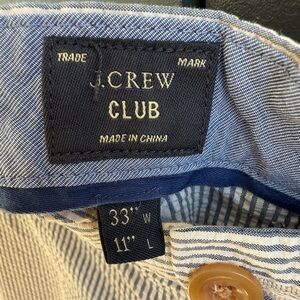 TRADE MARK
J.CREW
CLUB
MADE IN CHINA
33" W
11" L